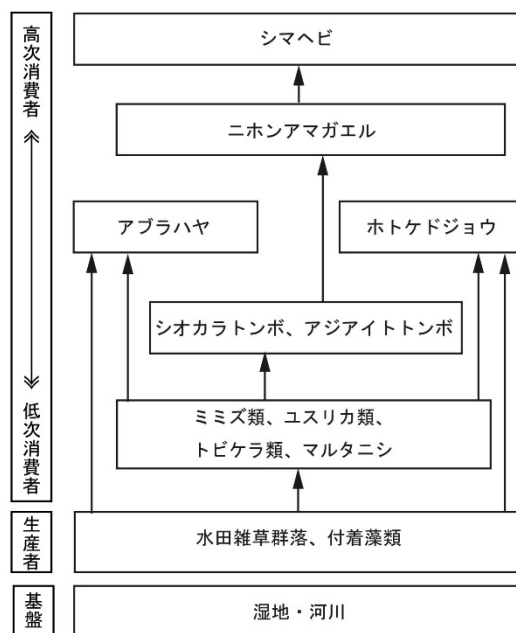 高次消費者
シマヘビ
ニホンアマガエル
アブラハヤ
ホトケドジョウ
シオカラトンボ、アジアイトトンボ
低次消費者
ミミズ類、ユスリカ類、
トビケラ類、マルタニシ
生産者
水田雑草群落、付着藻類
基盤
湿地・河川